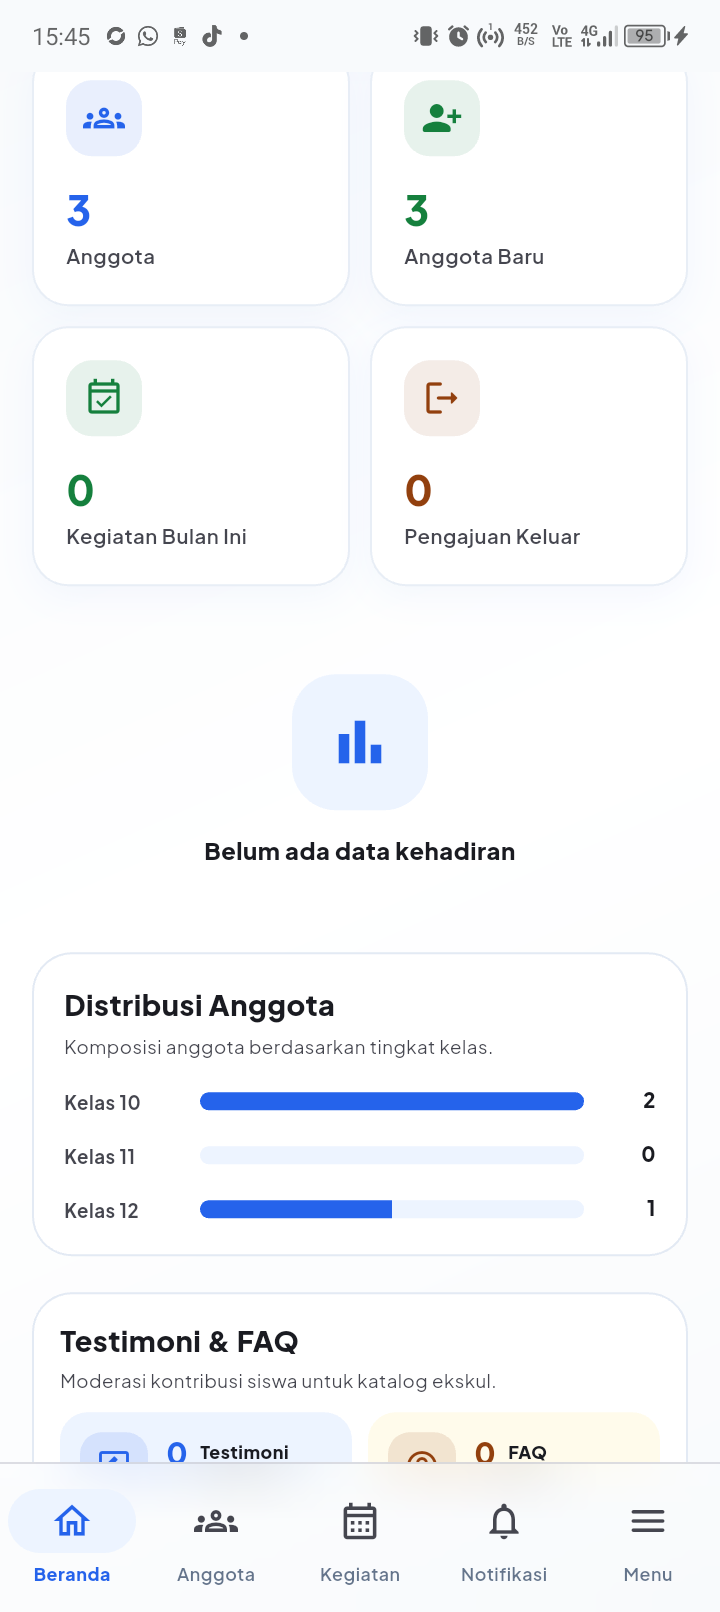 15:45
1
452
B/S
Vo
LTE
4G
95
3
Anggota
3
Anggota Baru
0
Kegiatan Bulan Ini
0
Pengajuan Keluar
Belum ada data kehadiran
Distribusi Anggota
Komposisi anggota berdasarkan tingkat kelas.
Kelas 10 2
Kelas 11 0
Kelas 12 1
Testimoni & FAQ
Moderasi kontribusi siswa untuk katalog ekskul.
0 Testimoni
0 FAQ
Beranda
Anggota
Kegiatan
Notifikasi
Menu